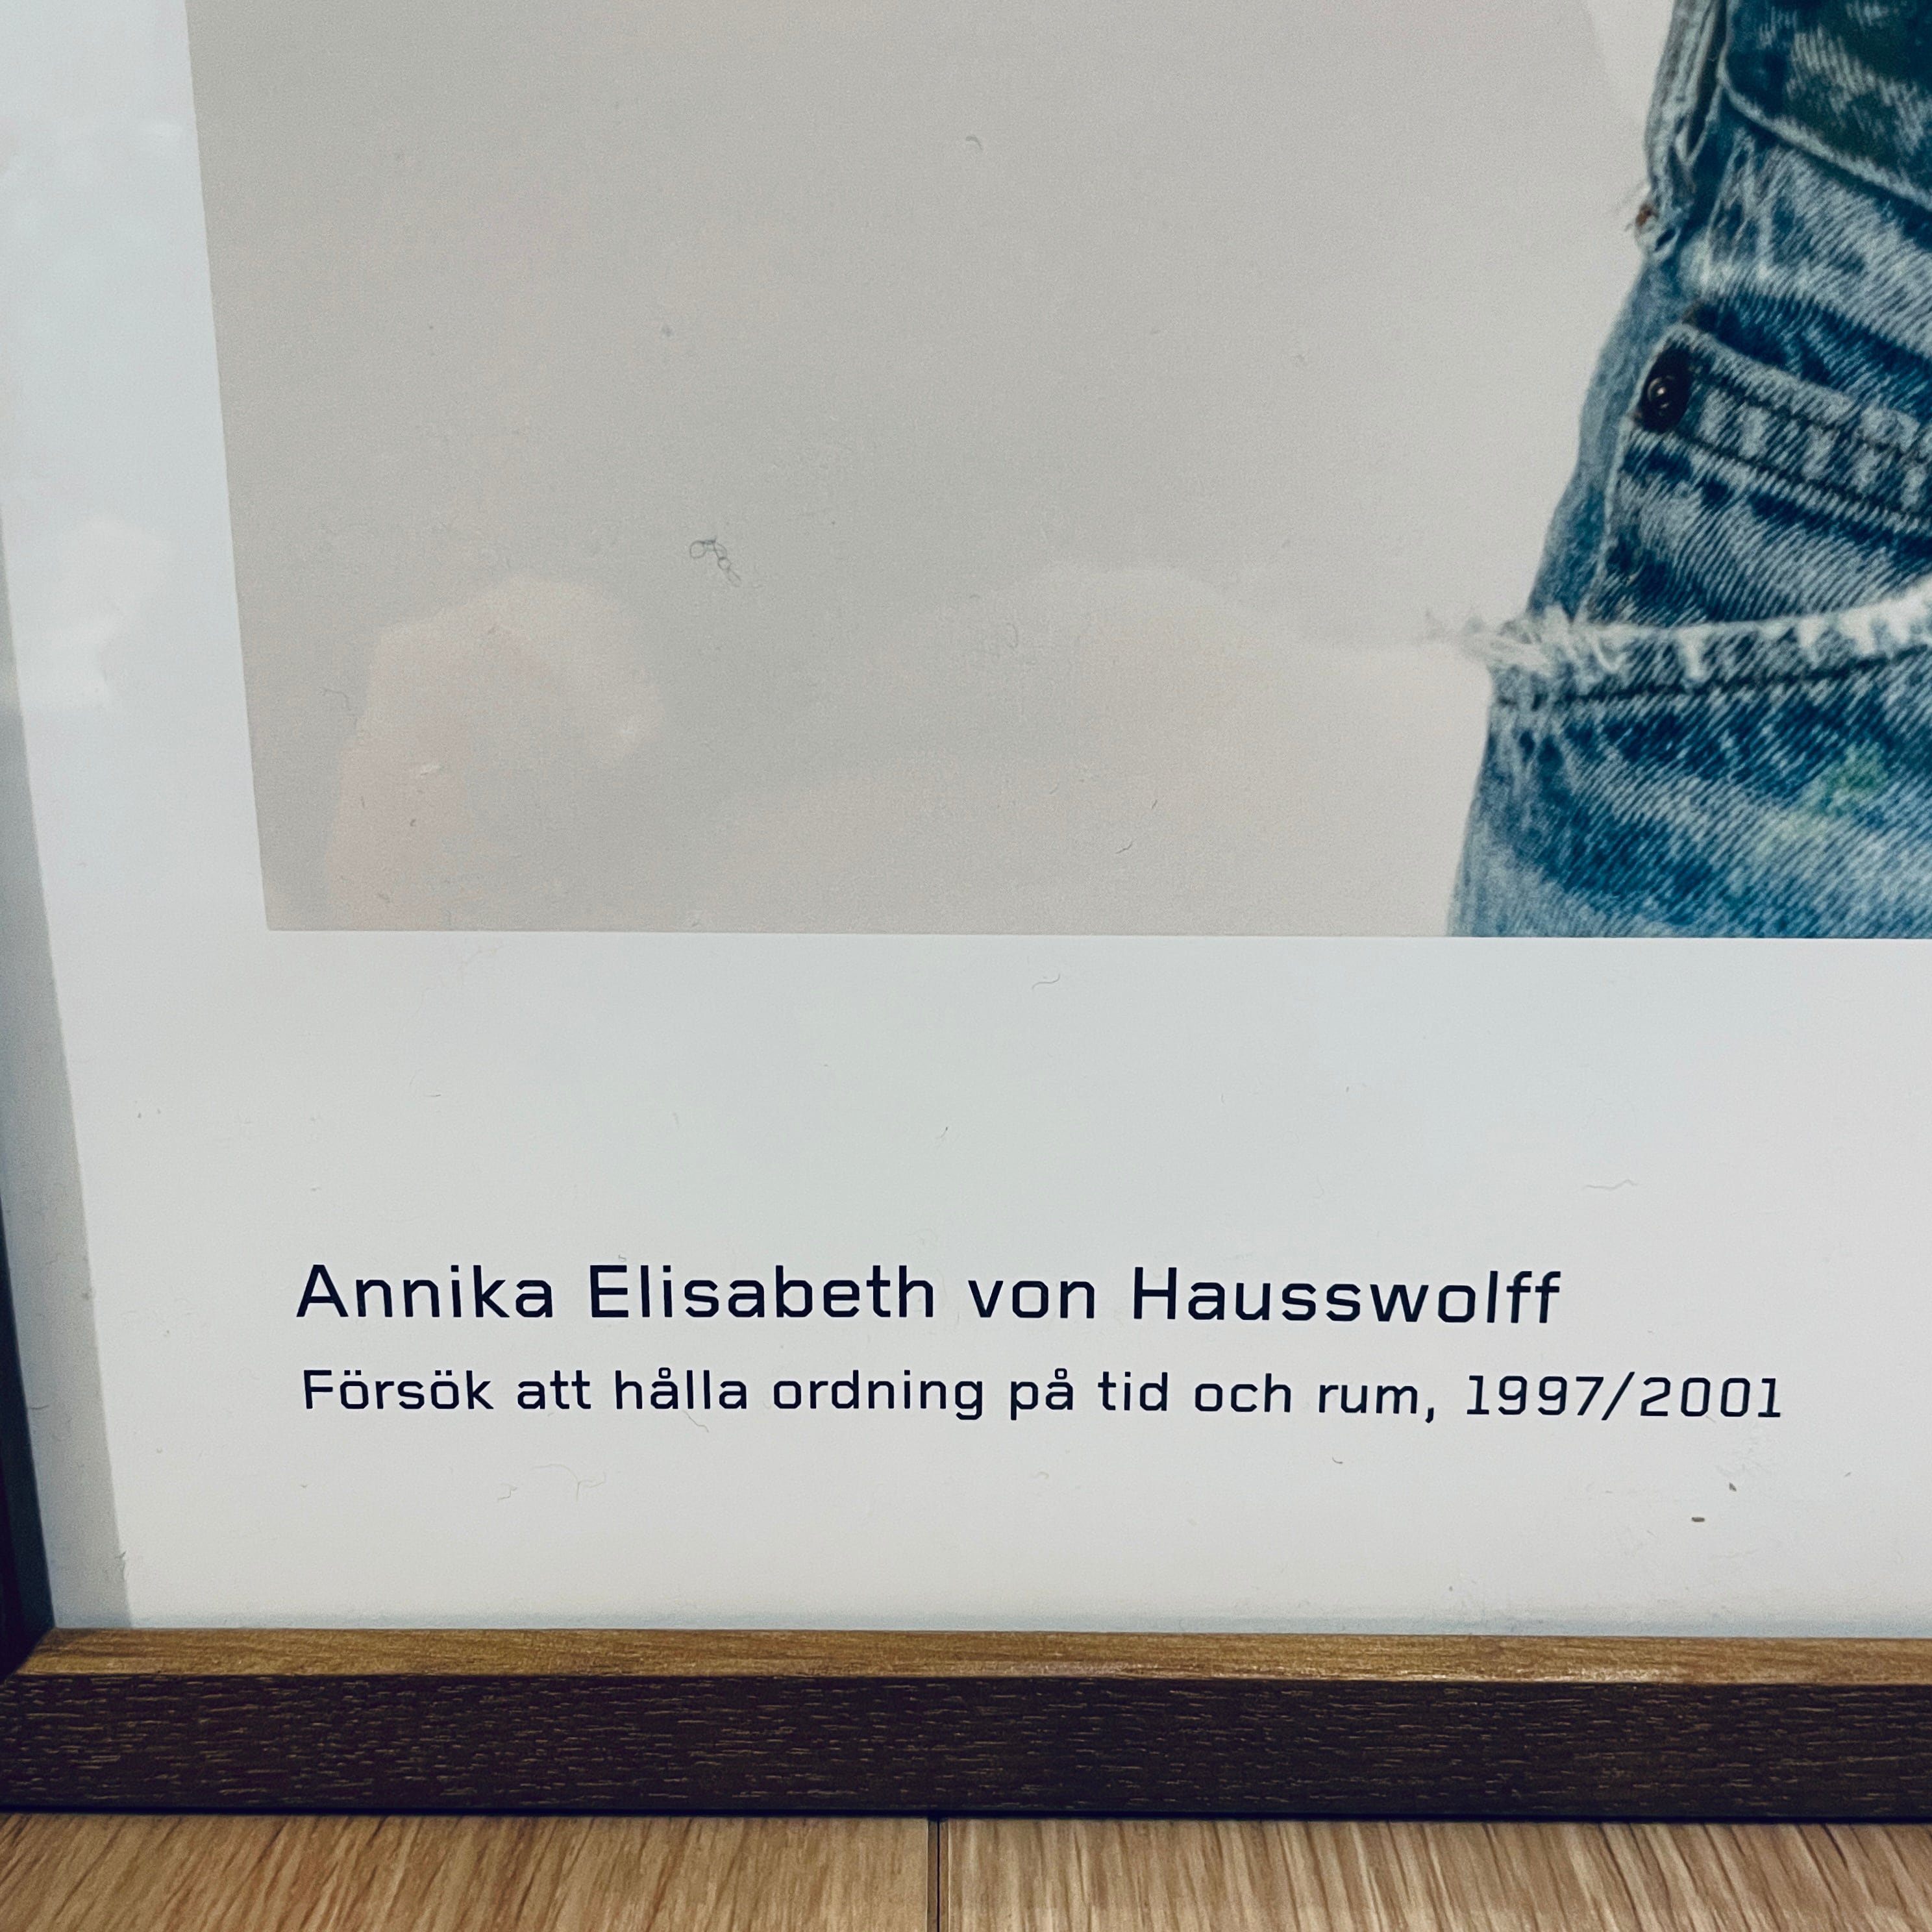 Annika Elisabeth von Hausswolff
Försök att hålla ordning på tid och rum, 1997/2001